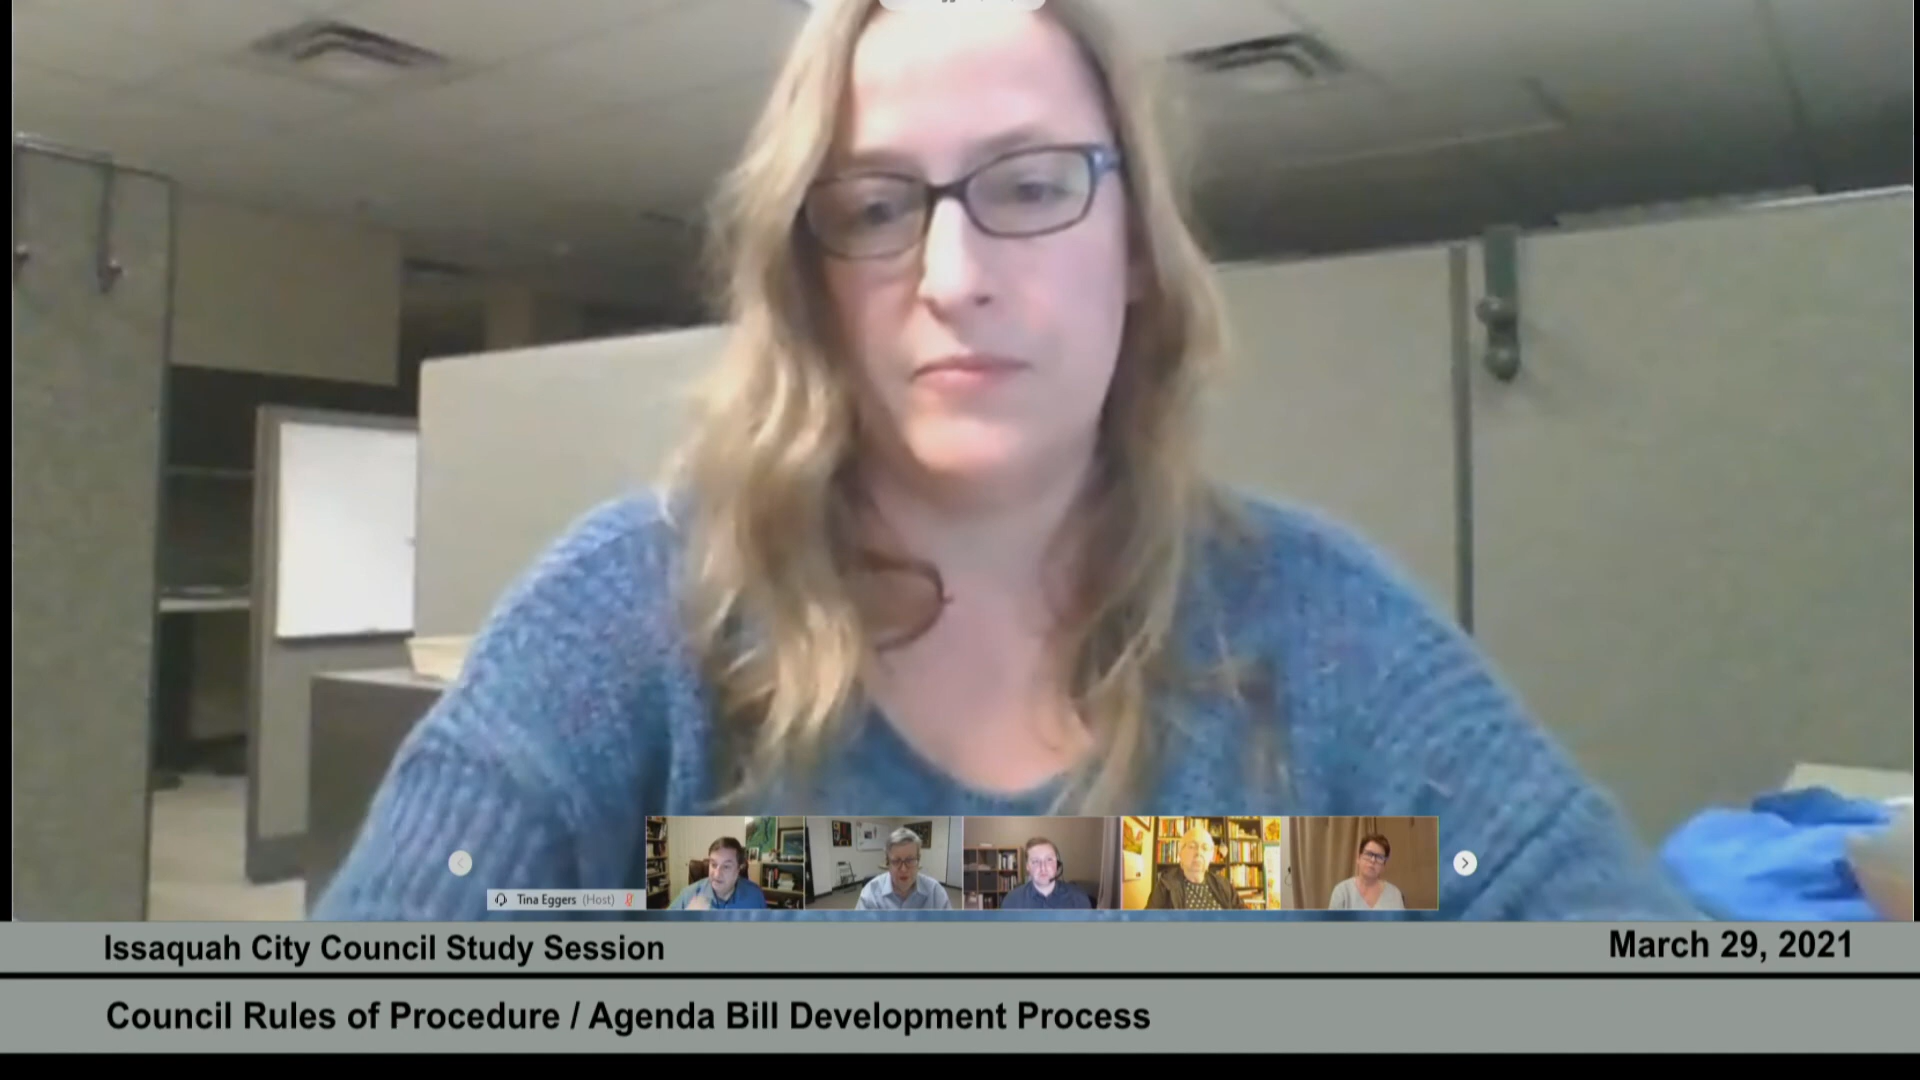 Tina Eggers (Host)
Issaquah City Council Study Session
March 29, 2021
Council Rules of Procedure / Agenda Bill Development Process